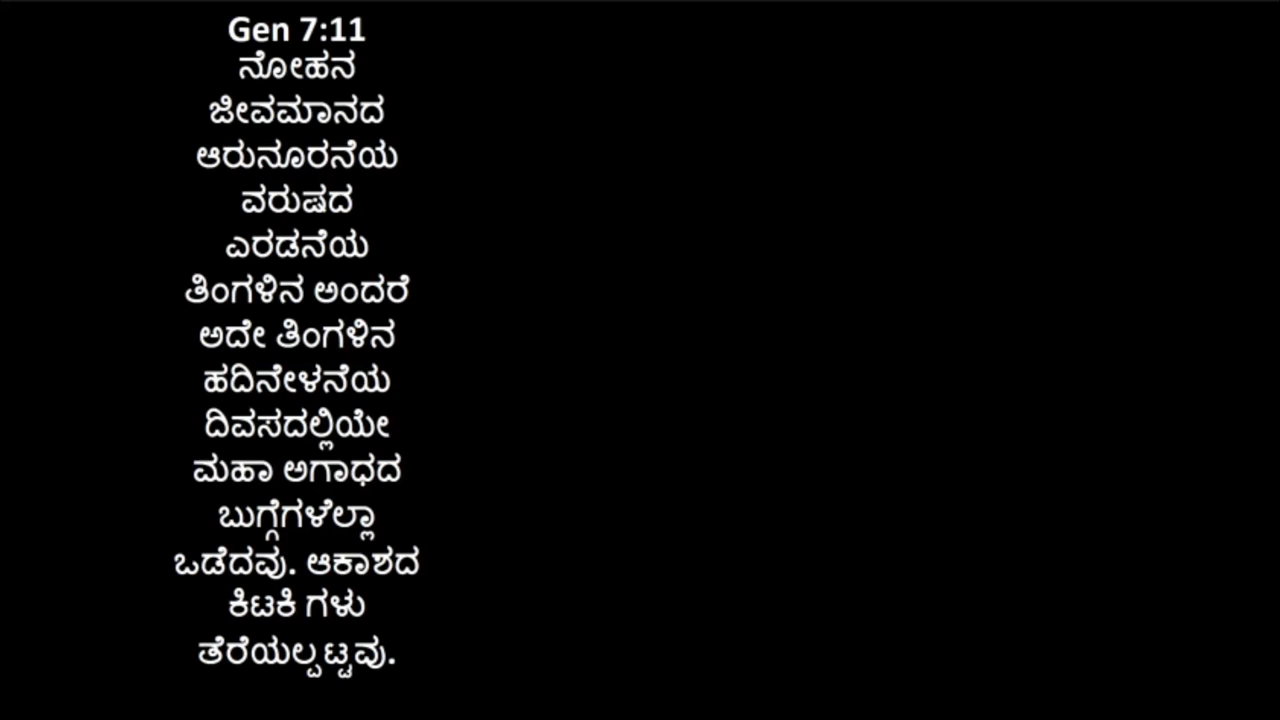 Gen 7:11
ನೋಹನ
ಜೀವಮಾನದ
ಆರುನೂರನೆಯ
ವರುಷದ
ಎರಡನೆಯ
ತಿಂಗಳಿನ ಅಂದರೆ
ಅದೇ ತಿಂಗಳಿನ
ಹದಿನೇಳನೆಯ
ದಿವಸದಲ್ಲಿಯೇ
ಮಹಾ ಅಗಾಧದ
ಬುಗ್ಗೆಗಳೆಲ್ಲಾ
ಒಡೆದವು. ಆಕಾಶದ
ಕಿಟಕಿ ಗಳು
ತೆರೆಯಲ್ಪಟ್ಟವು.